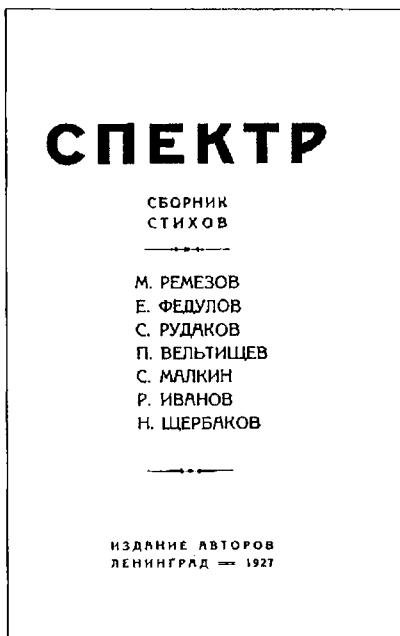 СПЕКТР
СБОРНИК
СТИХОВ
М. РЕМЕЗОВ
Е. ФЕДУЛОВ
С. РУДАКОВ
П. ВЕЛЬТИЩЕВ
С. МАЛКИН
Р. ИВАНОВ
Н. ЩЕРБАКОВ
ИЗДАНИЕ АВТОРОВ
ЛЕНИНГРАД — 1927